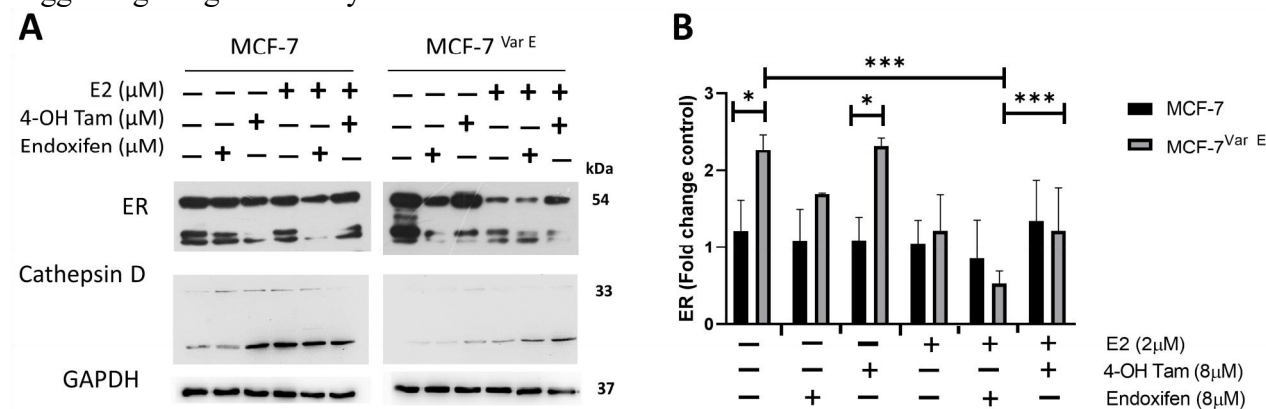 A
MCF-7
MCF-7 Var E
E2 (µM) – – – + + + – – – + + +
4-OH Tam (µM) – – + – – + – – + – – +
Endoxifen (µM) – + – – + – – + – – + –
kDa
ER
54
Cathepsin D
33
GAPDH
37
B
***
* * ***
MCF-7
MCF-7Var E
ER (Fold change control)
3
2
1
0
– – – + + + E2 (2µM)
– – + – – + 4-OH Tam (8µM)
– + – – + – Endoxifen (8µM)